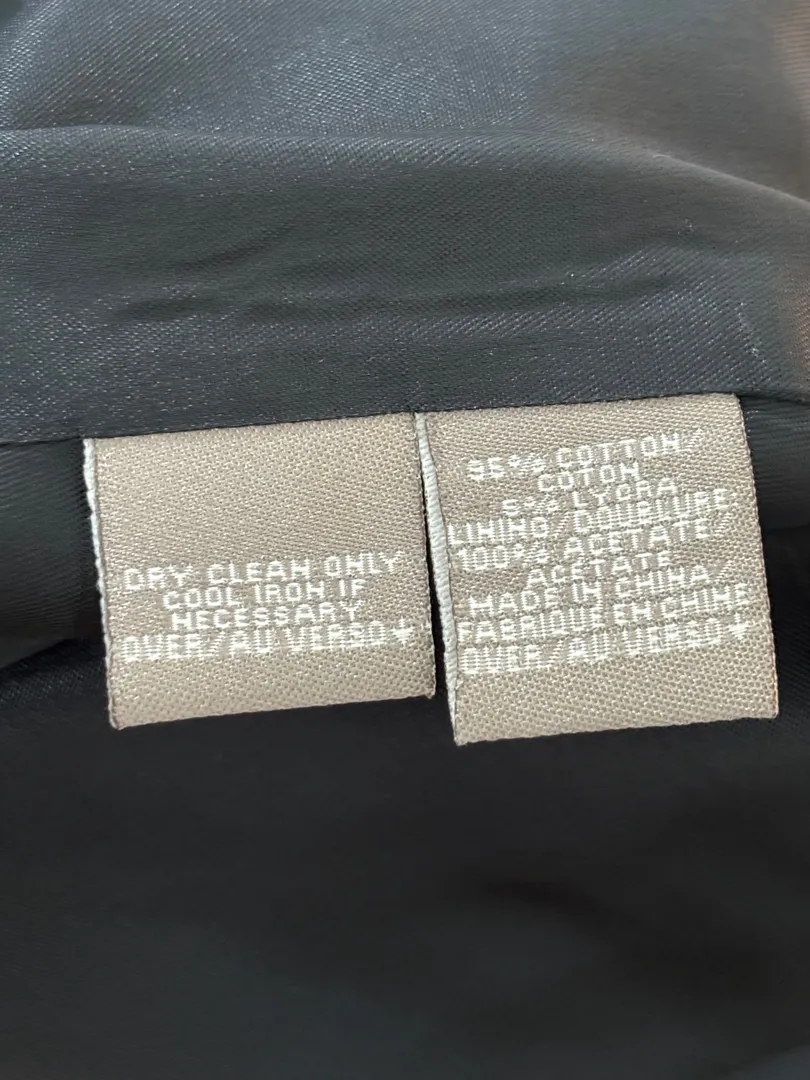 DRY CLEAN ONLY
COOL IRON IF
NECESSARY
OVER/AU VERSO
95% COTTON/
COTON
5% LYCRA
LINING/DOUBLURE
100% ACETATE/
ACETATE
MADE IN CHINA/
FABRIQUE EN CHINE
OVER/AU VERSO